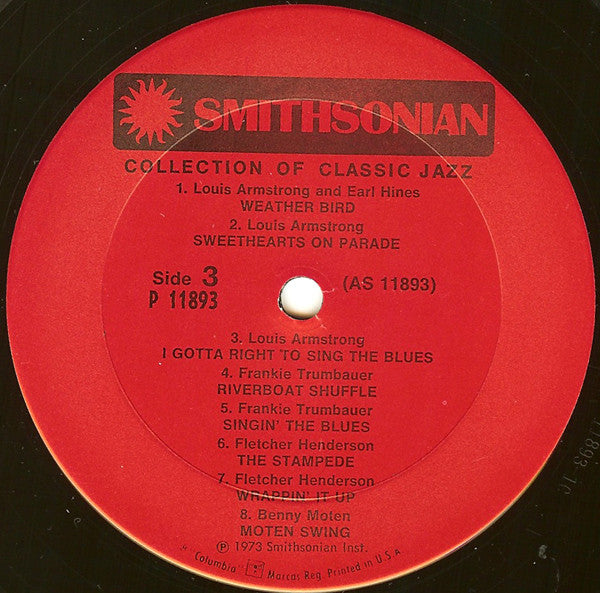 SMITHSONIAN
COLLECTION OF CLASSIC JAZZ
1. Louis Armstrong and Earl Hines
WEATHER BIRD
2. Louis Armstrong
SWEETHEARTS ON PARADE
Side 3
P 11893
(AS 11893)
3. Louis Armstrong
I GOTTA RIGHT TO SING THE BLUES
4. Frankie Trumbauer
RIVERBOAT SHUFFLE
5. Frankie Trumbauer
SINGIN' THE BLUES
6. Fletcher Henderson
THE STAMPEDE
7. Fletcher Henderson
WRAPPIN' IT UP
8. Benny Moten
MOTEN SWING
Ⓟ 1973 Smithsonian Inst.
"Columbia" Marcas Reg. Printed in U.S.A.
11893 1C